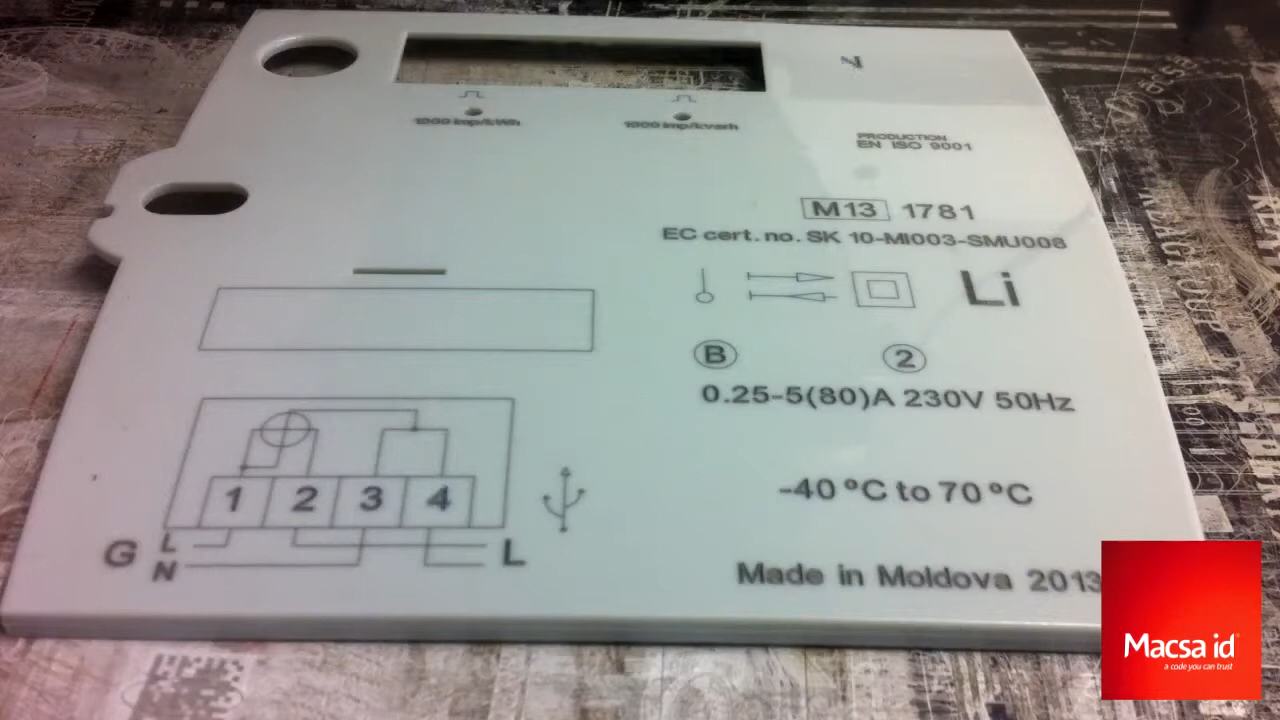 1000 imp/kWh
1000 imp/kvarh
PRODUCTION
EN ISO 9001
M13 1781
EC cert. no. SK 10-MI003-SMU008
Li
B 2
0.25-5(80)A 230V 50Hz
1 2 3 4
-40 ºC to 70 ºC
G L N L
Made in Moldova 2013
Macsa id
a code you can trust